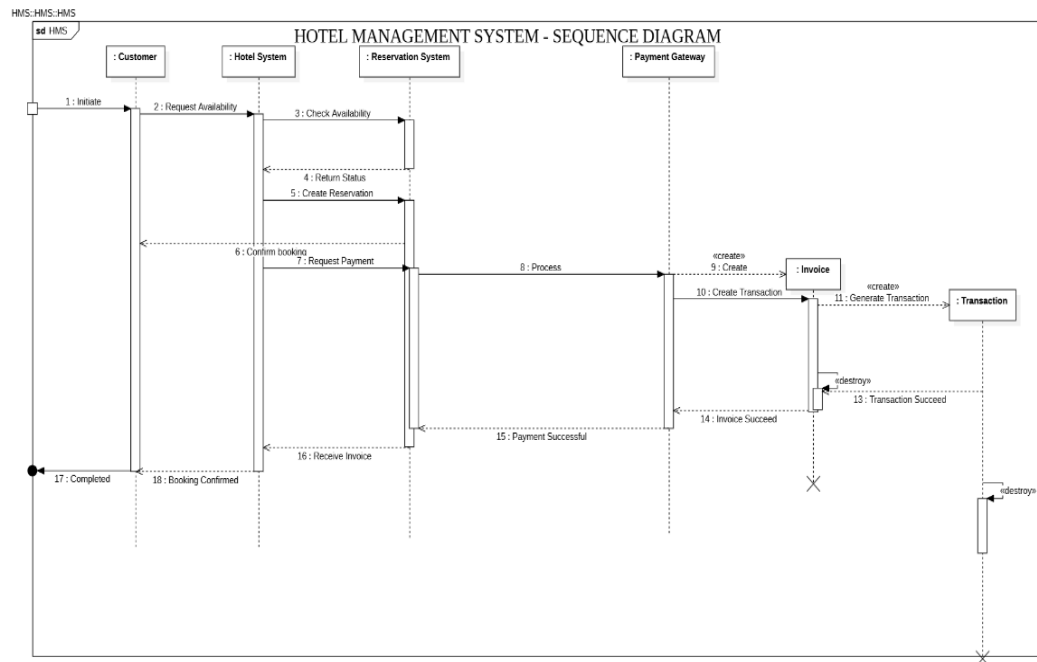 HMS::HMS::HMS
sd HMS
HOTEL MANAGEMENT SYSTEM - SEQUENCE DIAGRAM
: Customer
: Hotel System
: Reservation System
: Payment Gateway
1 : Initiate
2 : Request Availability
3 : Check Availability
4 : Return Status
5 : Create Reservation
6 : Confirm booking
7 : Request Payment
8 : Process
«create»
9 : Create
: Invoice
10 : Create Transaction
«create»
11 : Generate Transaction
: Transaction
«destroy»
13 : Transaction Succeed
14 : Invoice Succeed
15 : Payment Successful
16 : Receive Invoice
17 : Completed
18 : Booking Confirmed
«destroy»